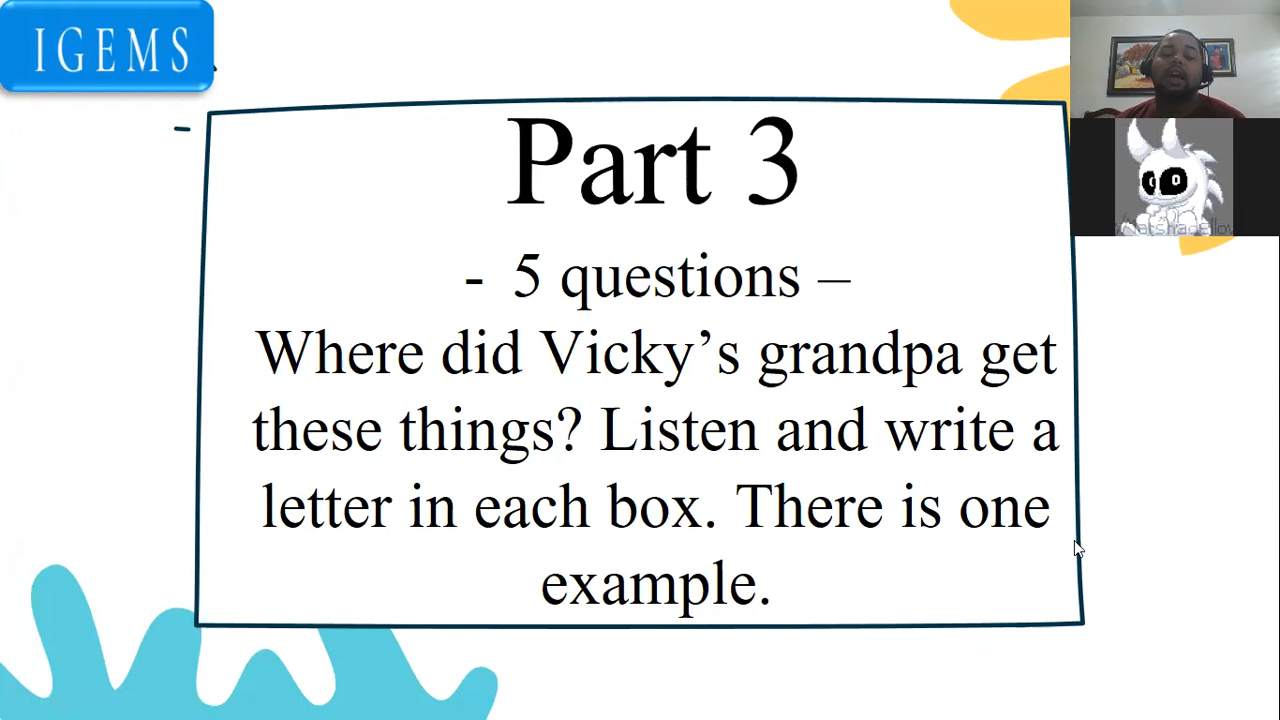 IGEMS
Part 3
- 5 questions –
Where did Vicky’s grandpa get
these things? Listen and write a
letter in each box. There is one
example.